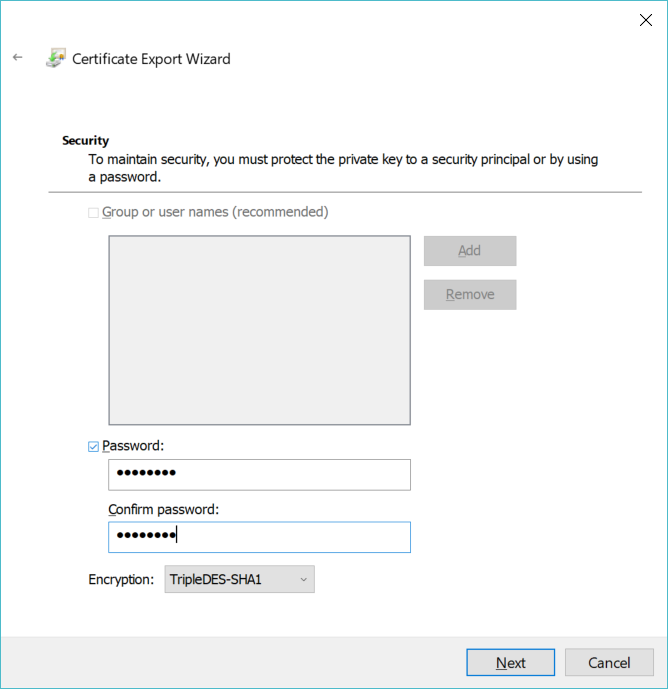 Certificate Export Wizard
Security
To maintain security, you must protect the private key to a security principal or by using
a password.
Group or user names (recommended)
Add
Remove
Password:
●●●●●●●●
Confirm password:
●●●●●●●●
Encryption: TripleDES-SHA1
Next Cancel